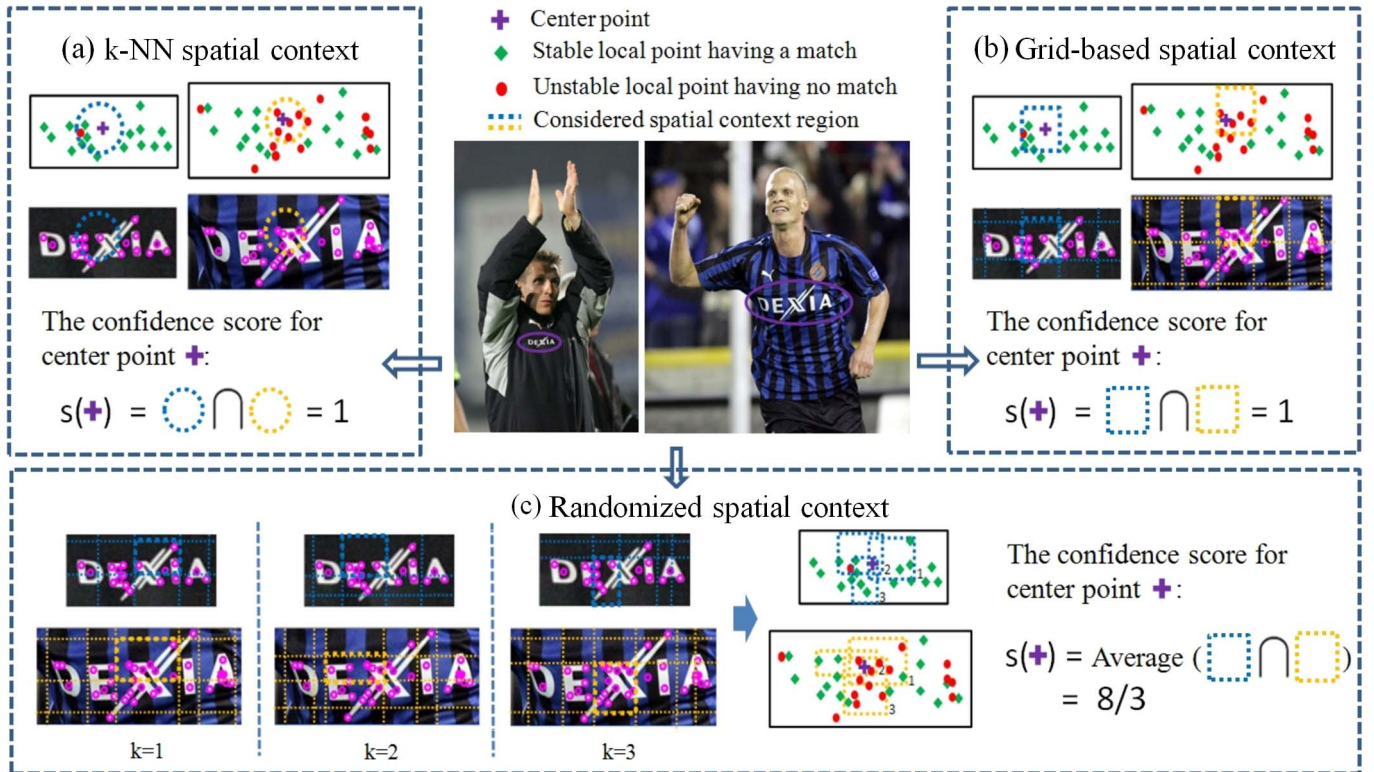 Center point
Stable local point having a match
Unstable local point having no match
Considered spatial context region
(a) k-NN spatial context
DEXIA
DEXIA
The confidence score for
center point +:
s(+) = ∩ = 1
DEXIA
DEXIA
(b) Grid-based spatial context
DEXIA
DEXIA
The confidence score for
center point +:
s(+) = ∩ = 1
(c) Randomized spatial context
DEXIA
DEXIA
DEXIA
DEXIA
DEXIA
DEXIA
k=1
k=2
k=3
2
1
3
2
1
3
The confidence score for
center point +:
s(+) = Average ( ∩ )
= 8/3